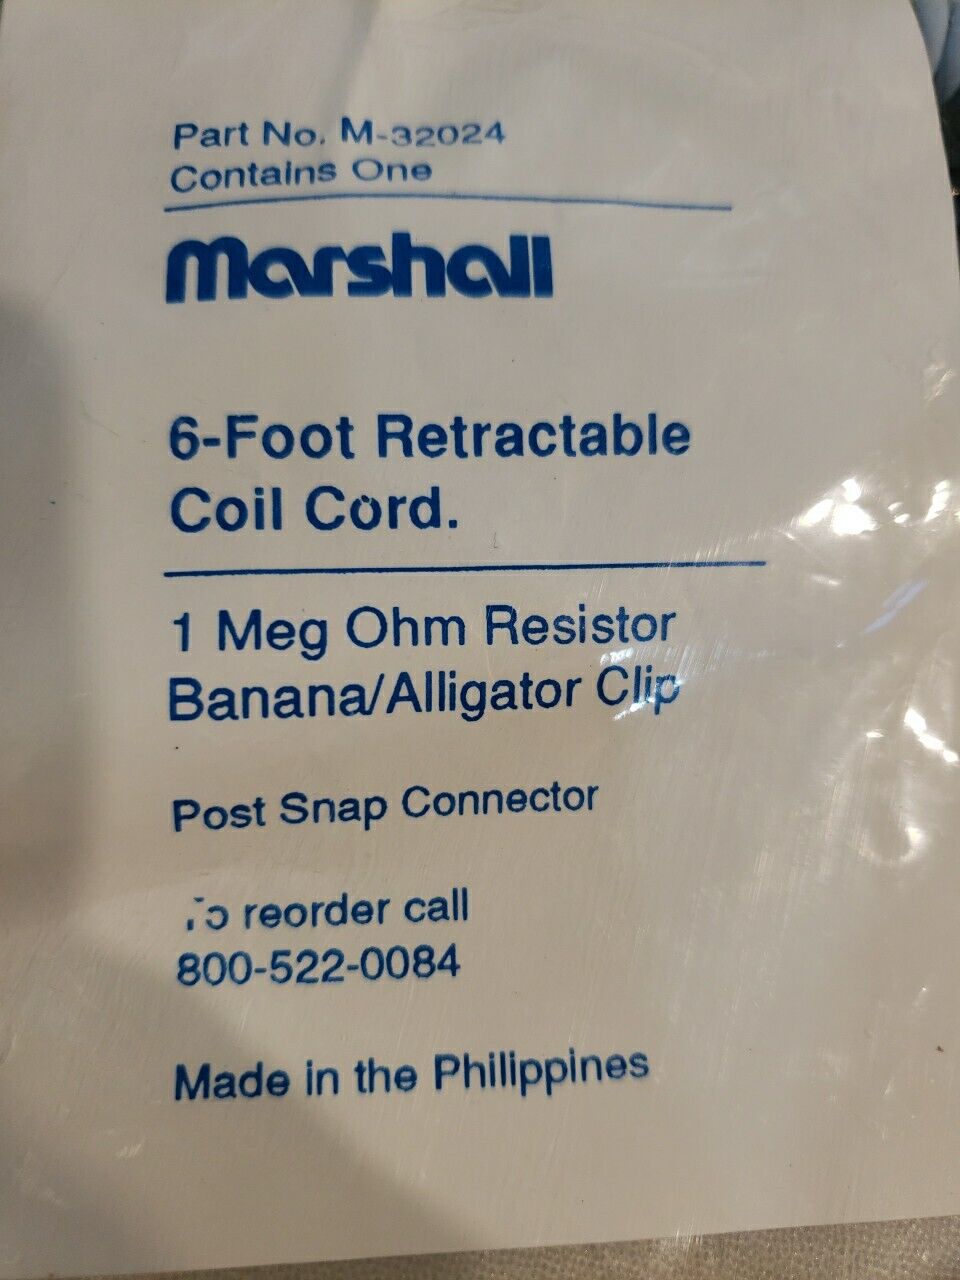 Part No. M-32024
Contains One
Marshall
6-Foot Retractable
Coil Cord.
1 Meg Ohm Resistor
Banana/Alligator Clip
Post Snap Connector
To reorder call
800-522-0084
Made in the Philippines